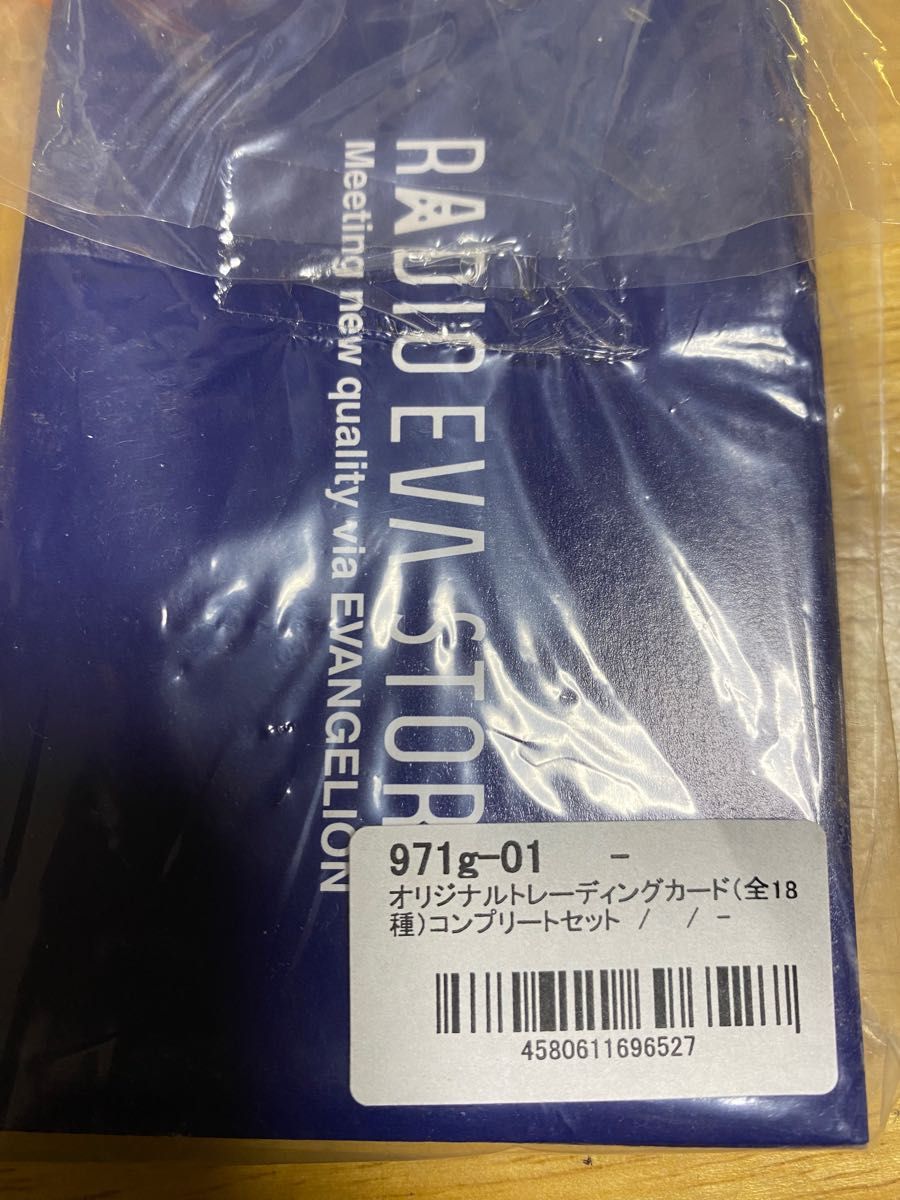 RADIO EVA STOR
Meeting new quality via EVANGELION
971g-01 -
オリジナルトレーディングカード(全18
種)コンプリートセット / / -
4580611696527